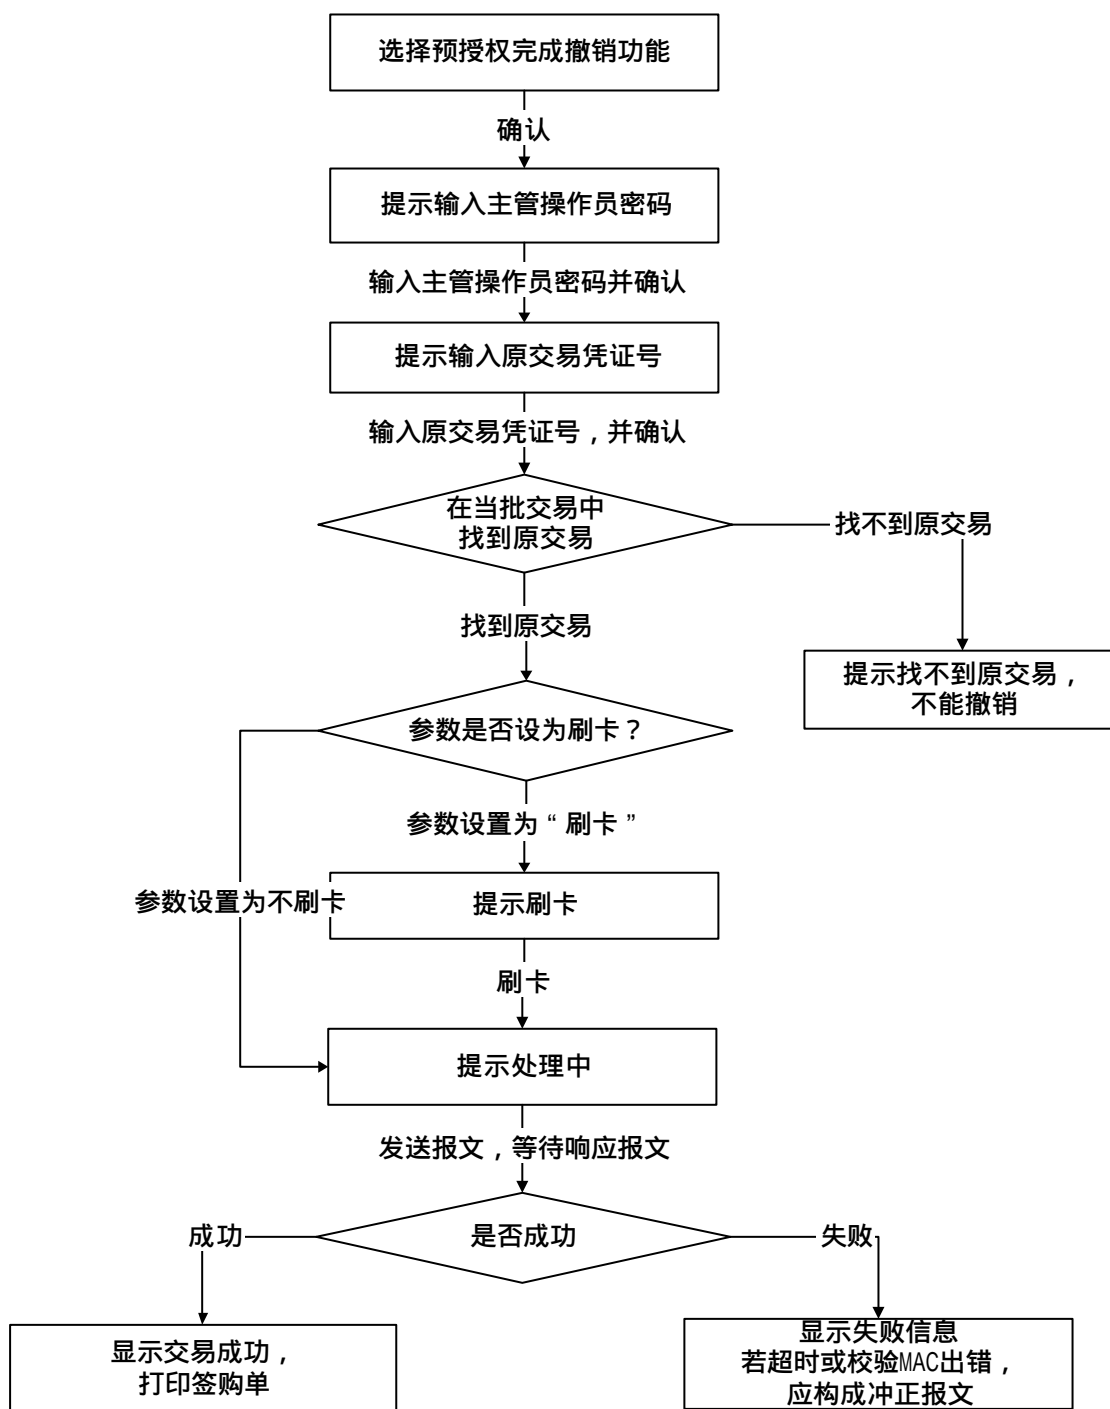 选择预授权完成撤销功能
确认
提示输入主管操作员密码
输入主管操作员密码并确认
提示输入原交易凭证号
输入原交易凭证号，并确认
在当批交易中
找到原交易
找不到原交易
找到原交易
提示找不到原交易，
不能撤销
参数是否设为刷卡？
参数设置为“刷卡”
参数设置为不刷卡
提示刷卡
刷卡
提示处理中
发送报文，等待响应报文
成功
是否成功
失败
显示交易成功，
打印签购单
显示失败信息
若超时或校验MAC出错，
应构成冲正报文